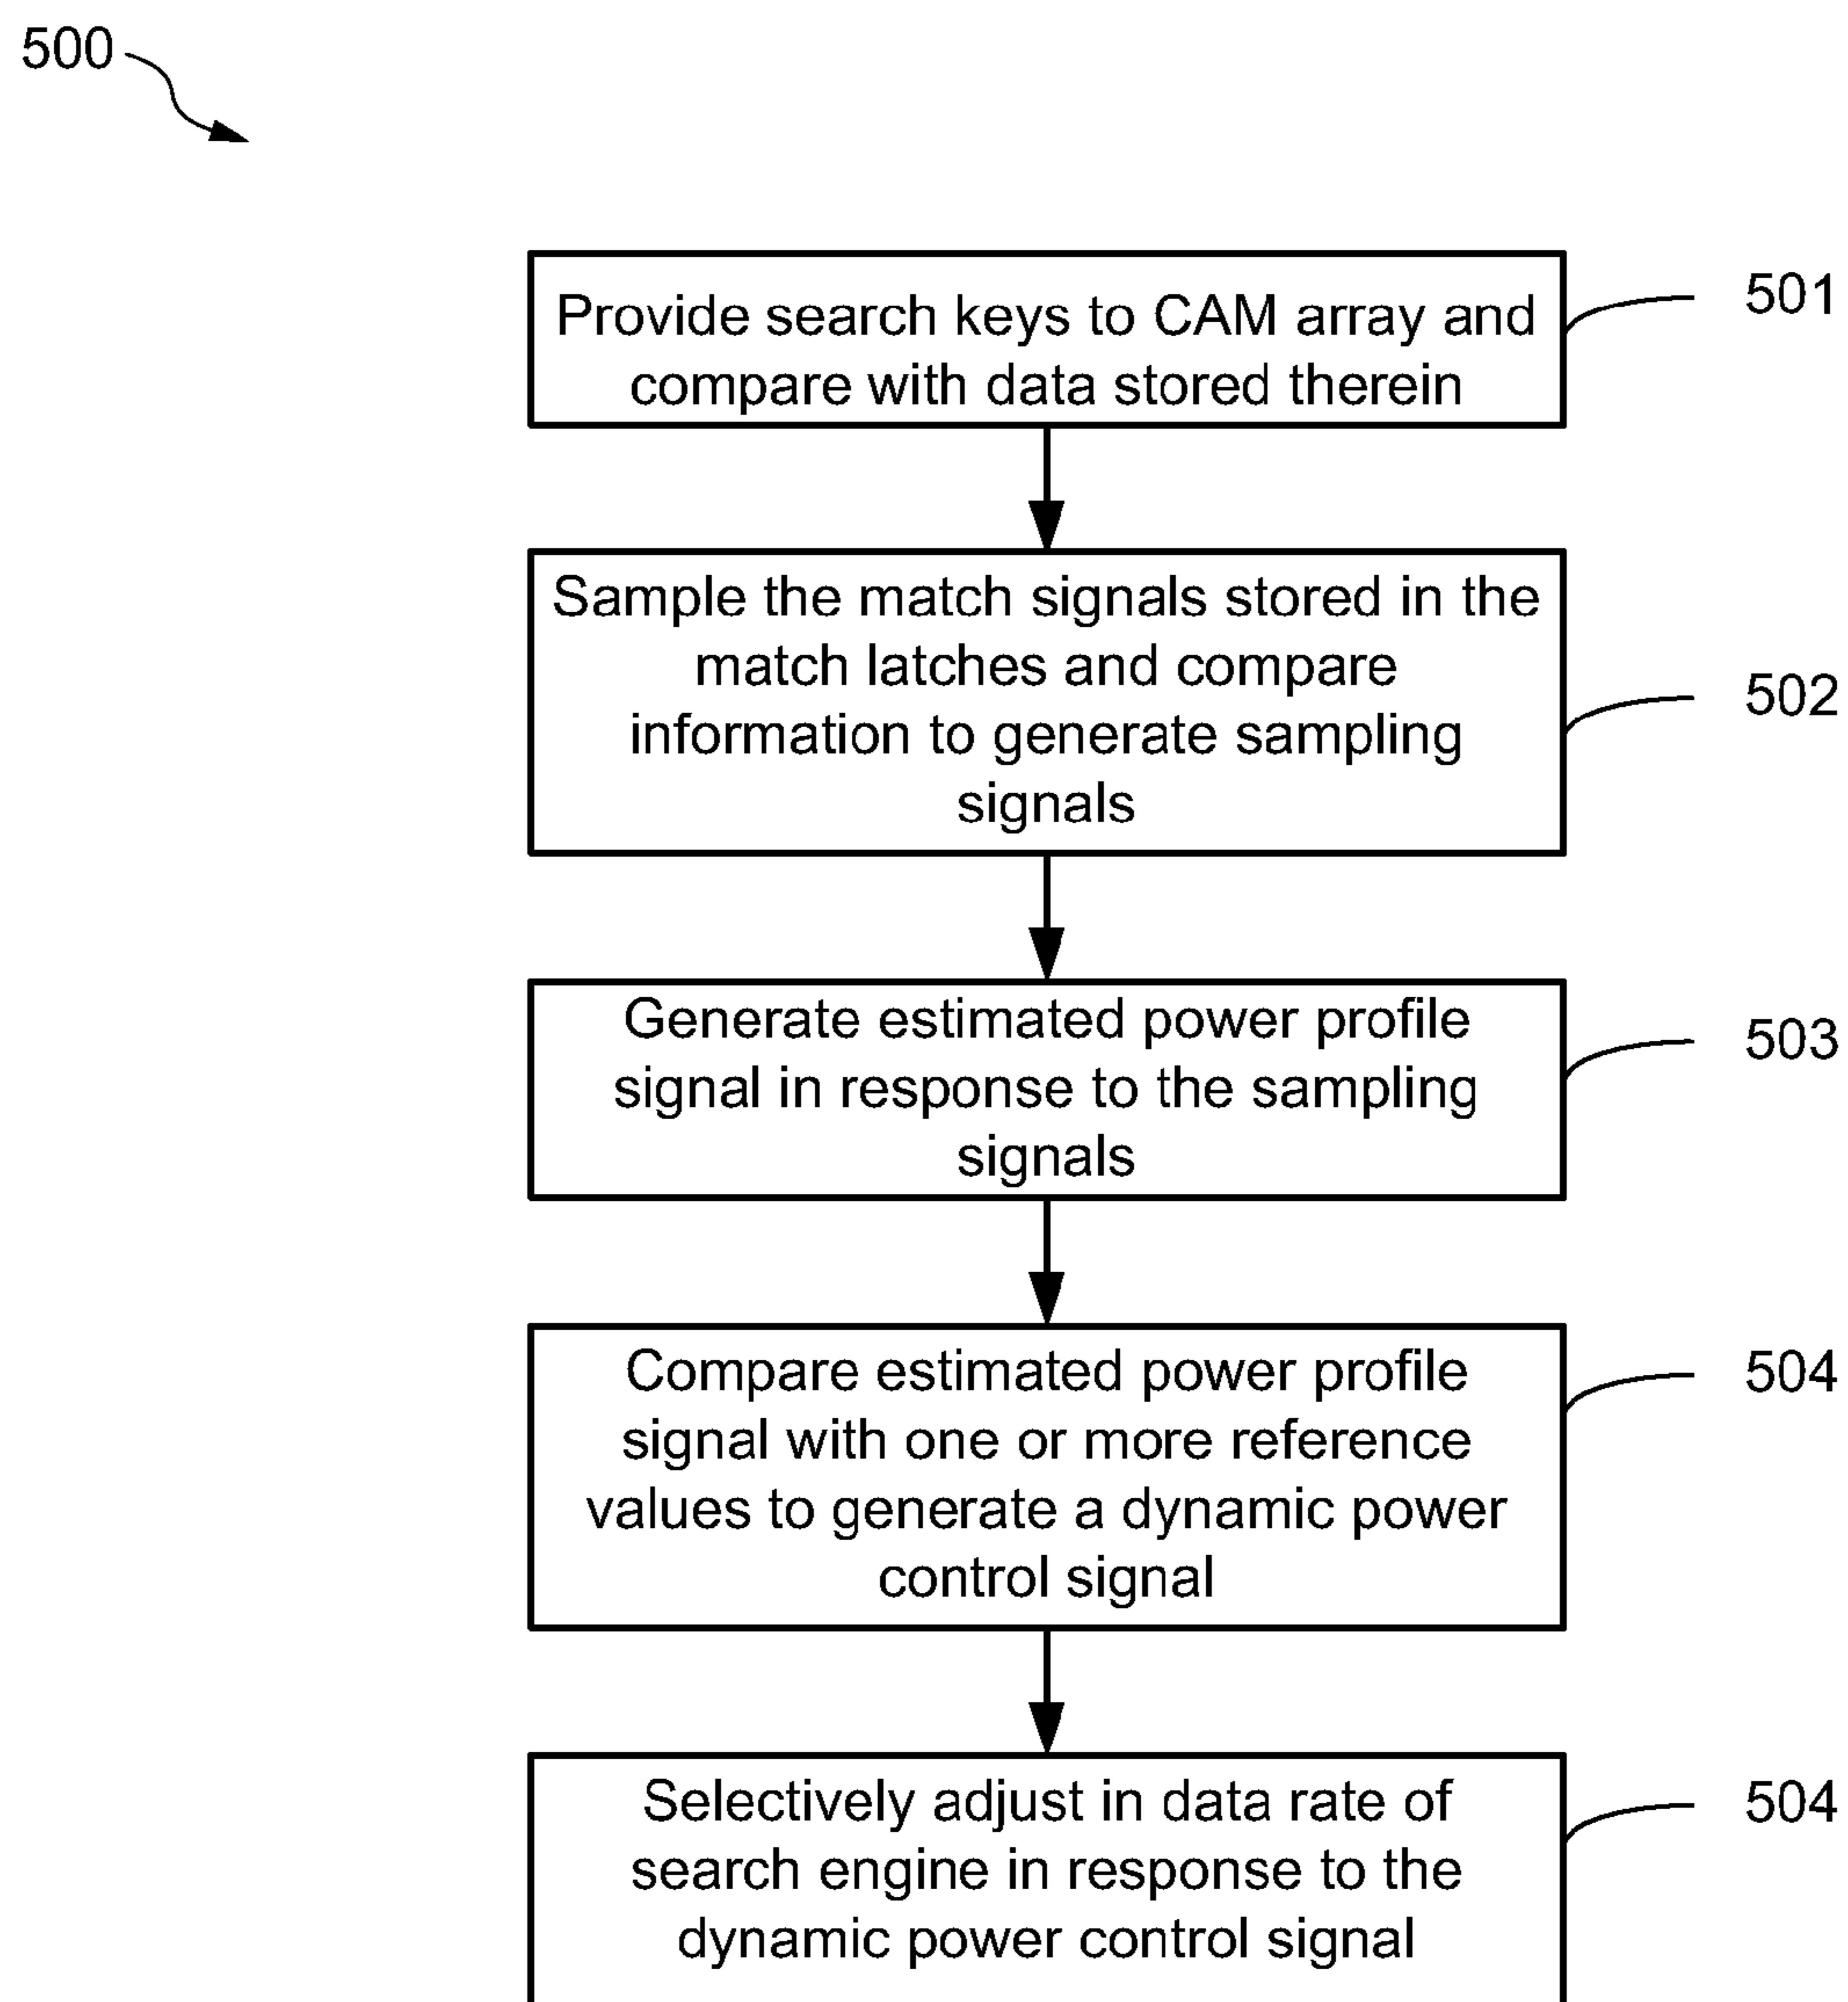 500
Provide search keys to CAM array and
compare with data stored therein
501
Sample the match signals stored in the
match latches and compare
information to generate sampling
signals
502
Generate estimated power profile
signal in response to the sampling
signals
503
Compare estimated power profile
signal with one or more reference
values to generate a dynamic power
control signal
504
Selectively adjust in data rate of
search engine in response to the
dynamic power control signal
504